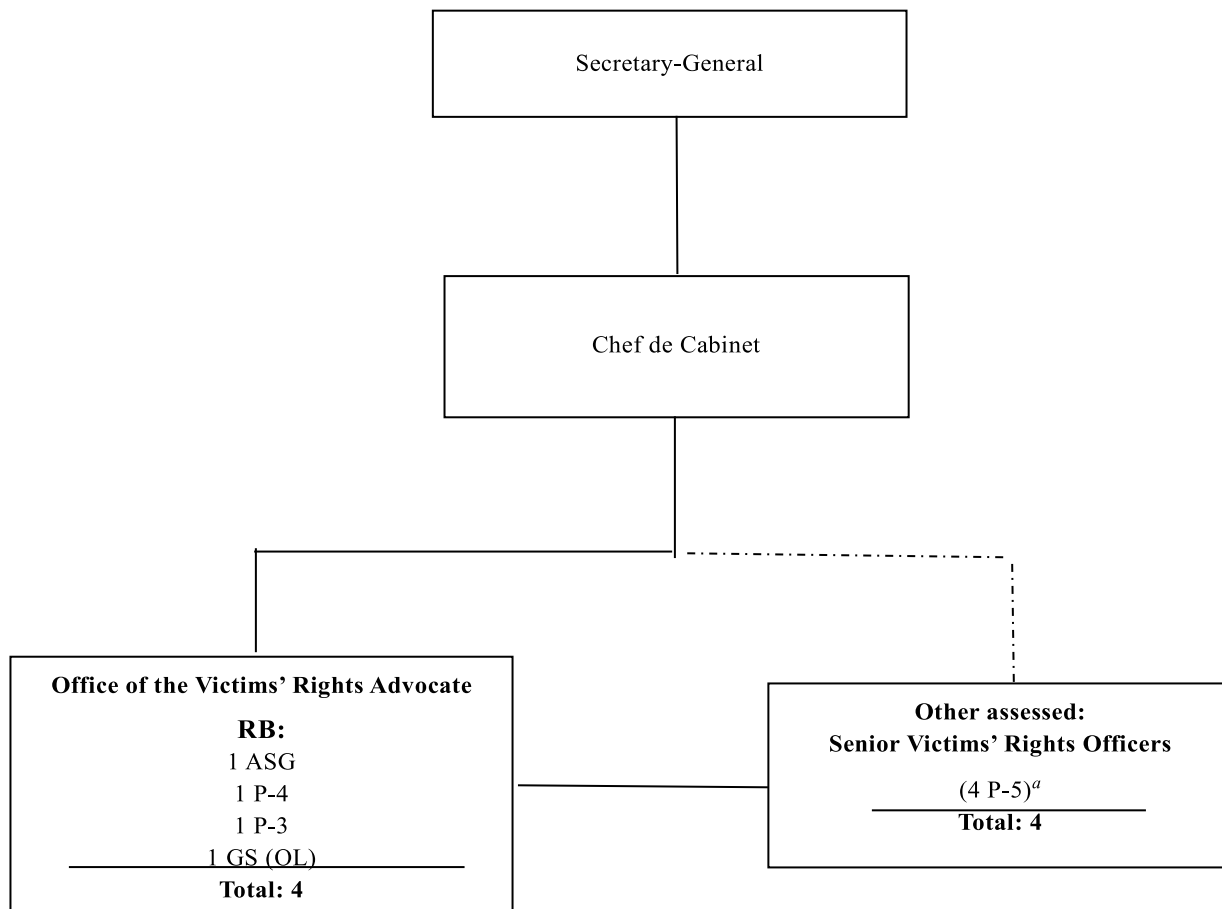 Secretary-General
Chef de Cabinet
Office of the Victims’ Rights Advocate
RB:
1 ASG
1 P-4
1 P-3
1 GS (OL)
Total: 4
Other assessed:
Senior Victims’ Rights Officers
(4 P-5)a
Total: 4